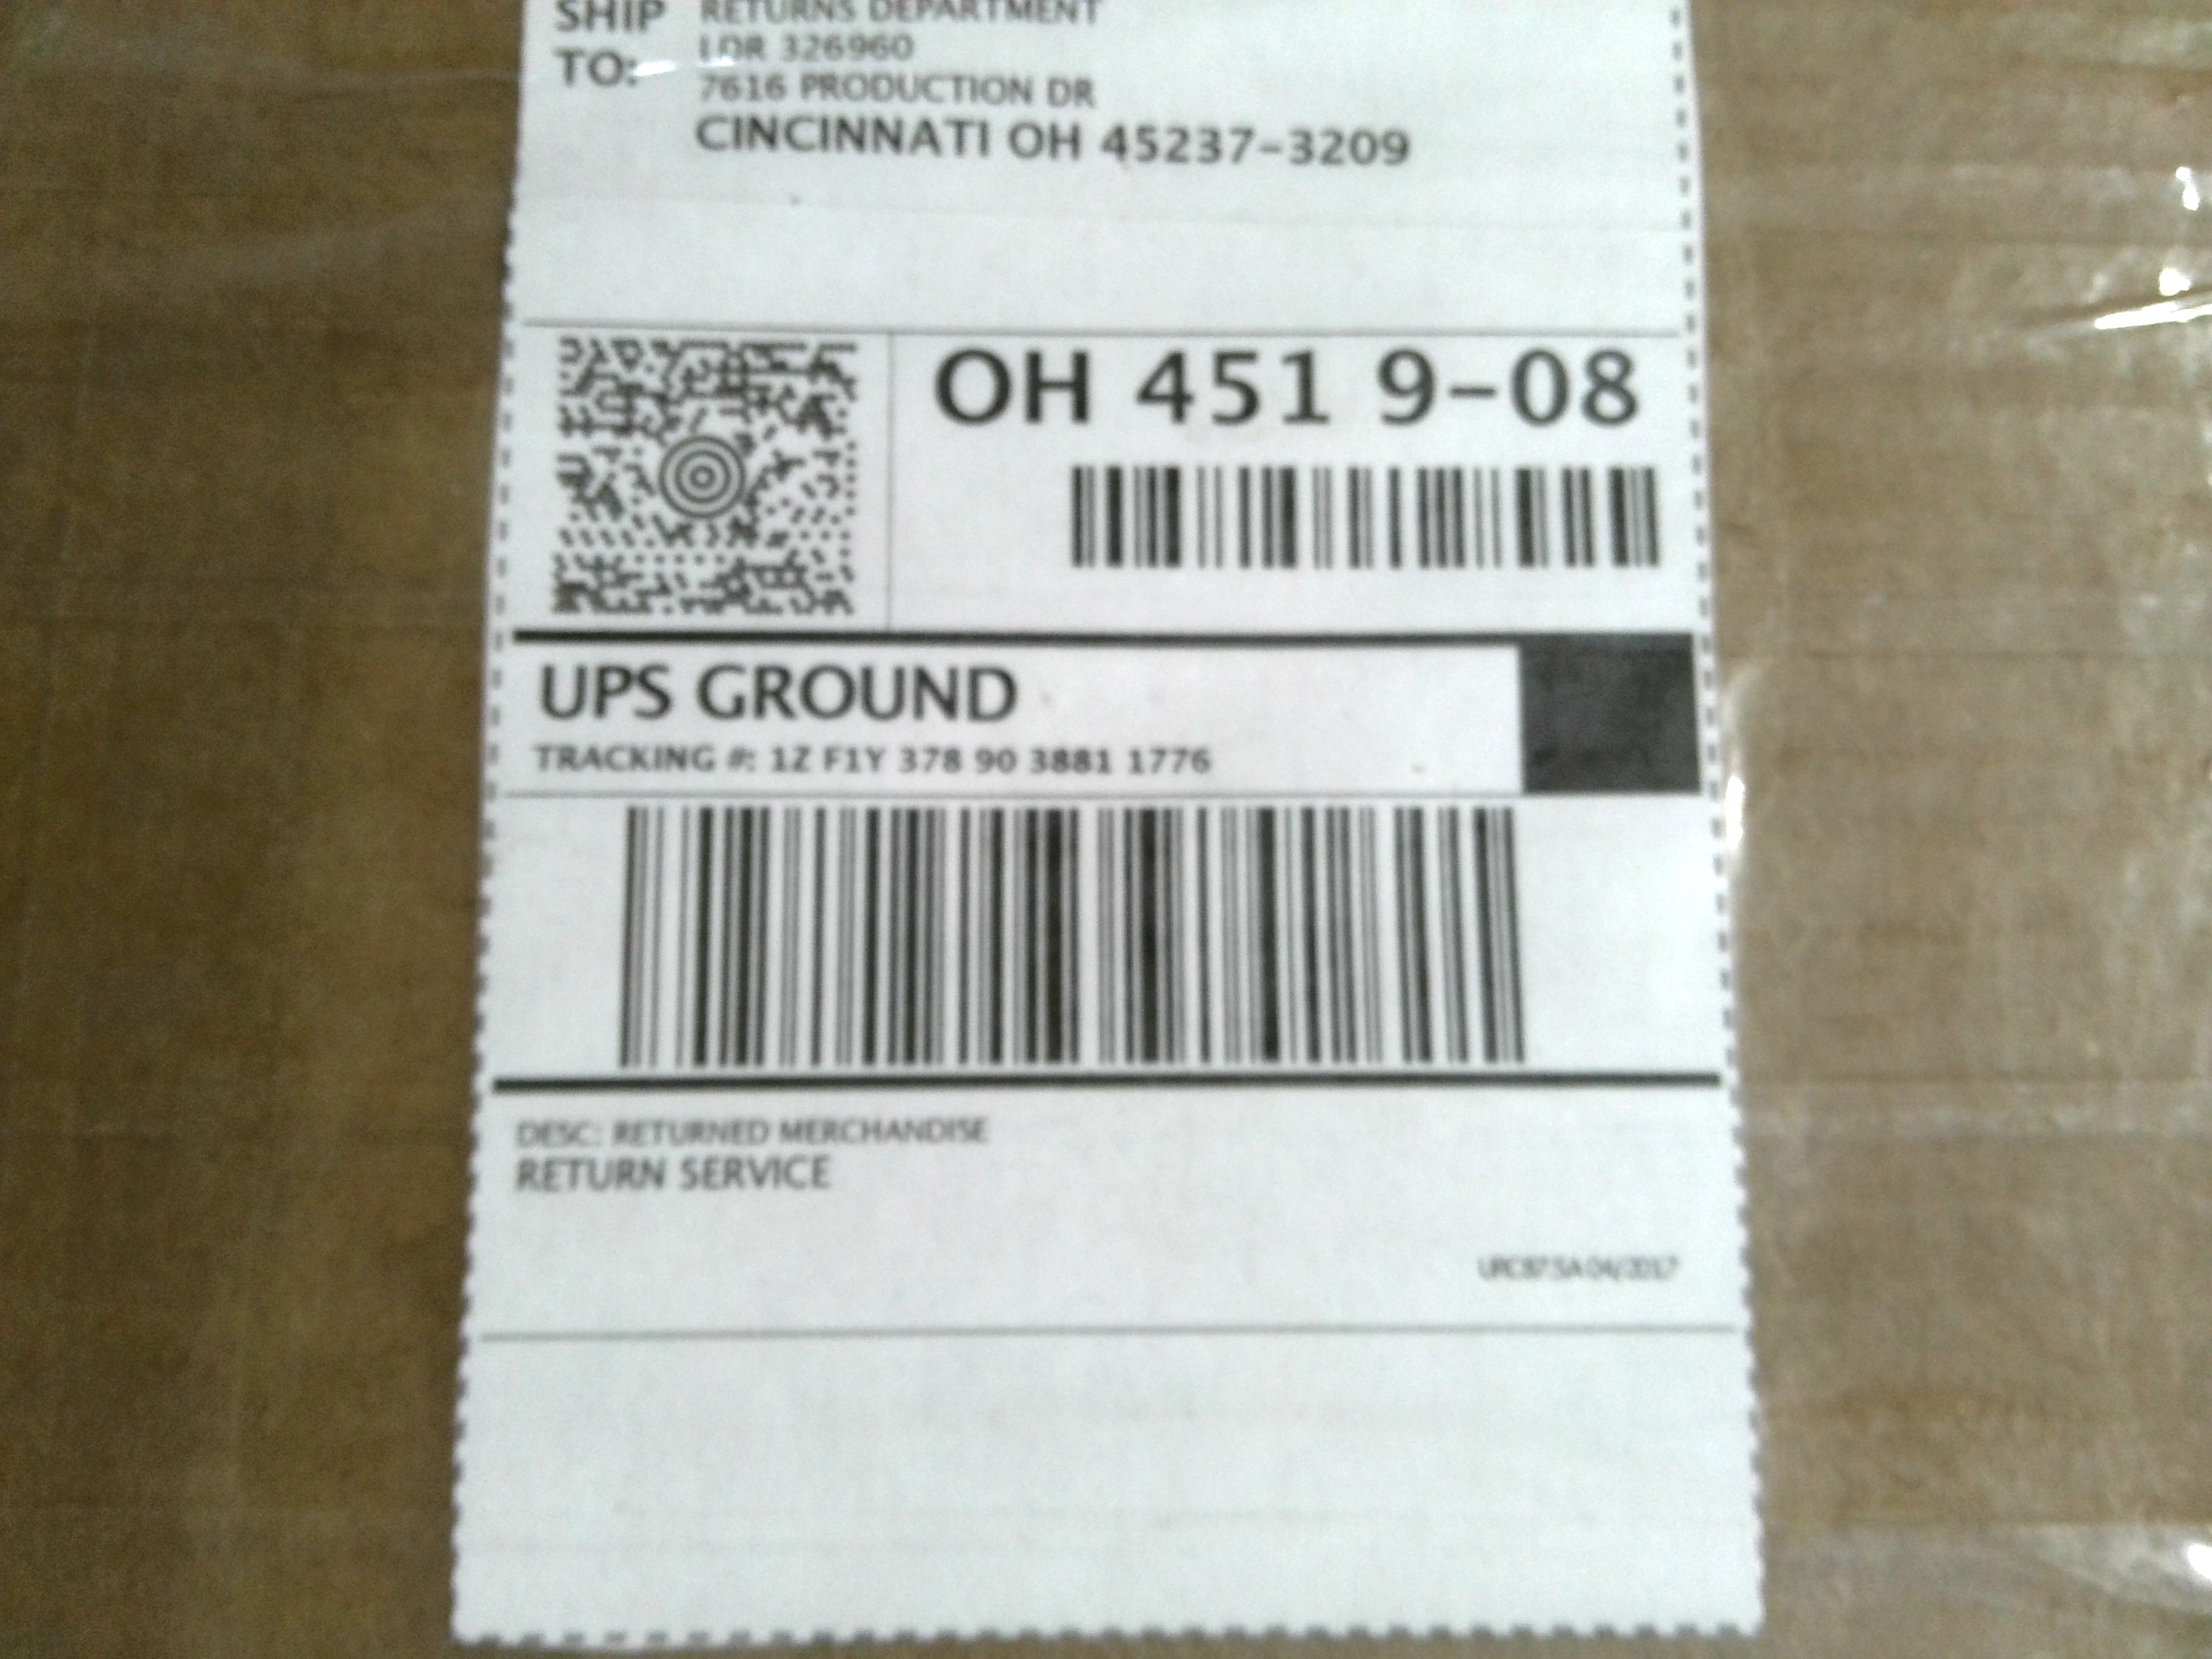 SHIP TO: RETURNS DEPARTMENT
LDR 326960
7616 PRODUCTION DR
CINCINNATI OH 45237-3209
OH 451 9-08
UPS GROUND
TRACKING #: 1Z F1Y 378 90 3881 1776
DESC: RETURNED MERCHANDISE
RETURN SERVICE